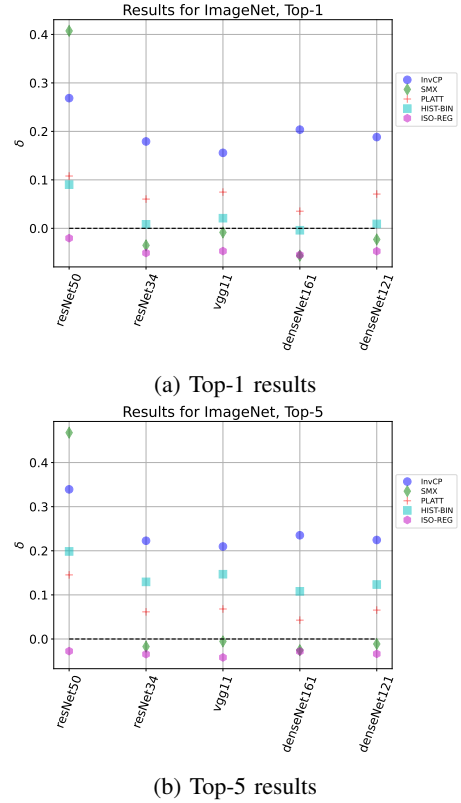 Results for ImageNet, Top-1
0.4
0.3
0.2
0.1
0.0
δ
InvCP
SMX
PLATT
HIST-BIN
ISO-REG
resNet50
resNet34
vgg11
denseNet161
denseNet121
(a) Top-1 results
Results for ImageNet, Top-5
0.4
0.3
0.2
0.1
0.0
δ
InvCP
SMX
PLATT
HIST-BIN
ISO-REG
resNet50
resNet34
vgg11
denseNet161
denseNet121
(b) Top-5 results